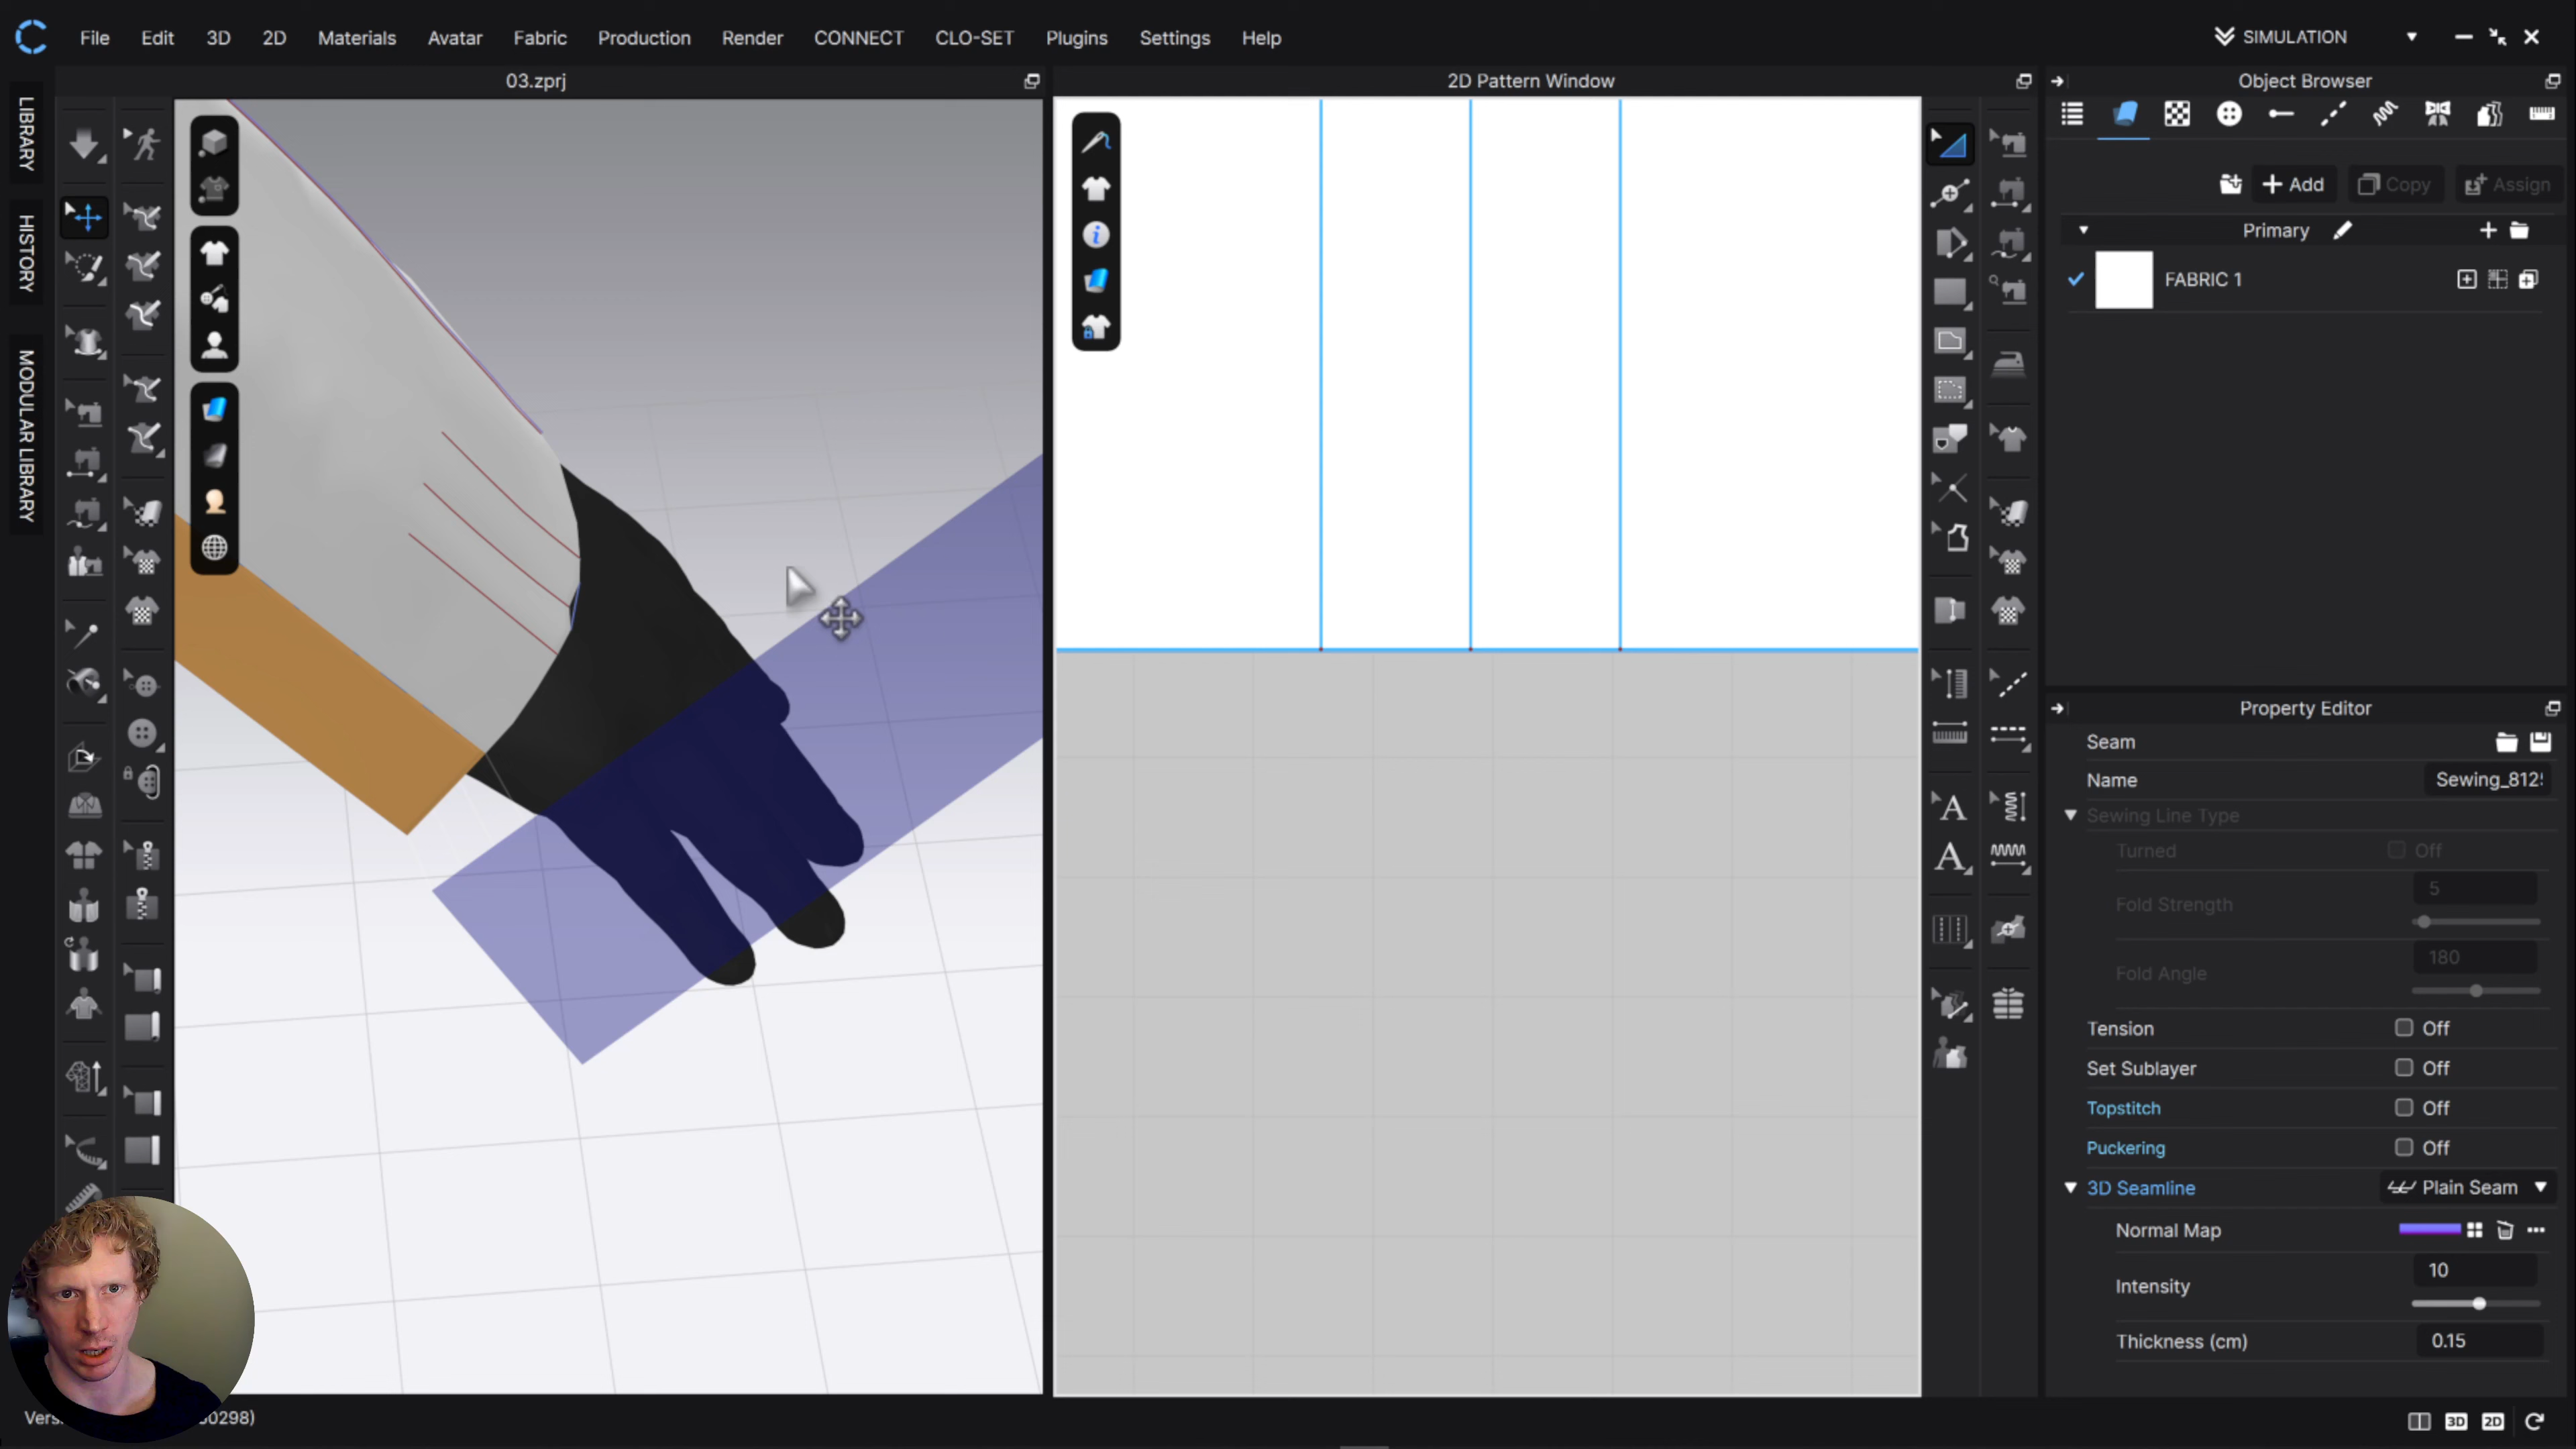 File Edit 3D 2D Materials Avatar Fabric Production Render CONNECT CLO-SET Plugins Settings Help
SIMULATION
03.zprj
2D Pattern Window
Object Browser
LIBRARY
HISTORY
MODULAR LIBRARY
Add
Copy
Assign
Primary
FABRIC 1
Property Editor
Seam
Name Sewing_812
Sewing Line Type
Turned Off
Fold Strength 5
Fold Angle 180
Tension Off
Set Sublayer Off
Topstitch Off
Puckering Off
3D Seamline Plain Seam
Normal Map
Intensity 10
Thickness (cm) 0.15
A
A
0298)
3D 2D